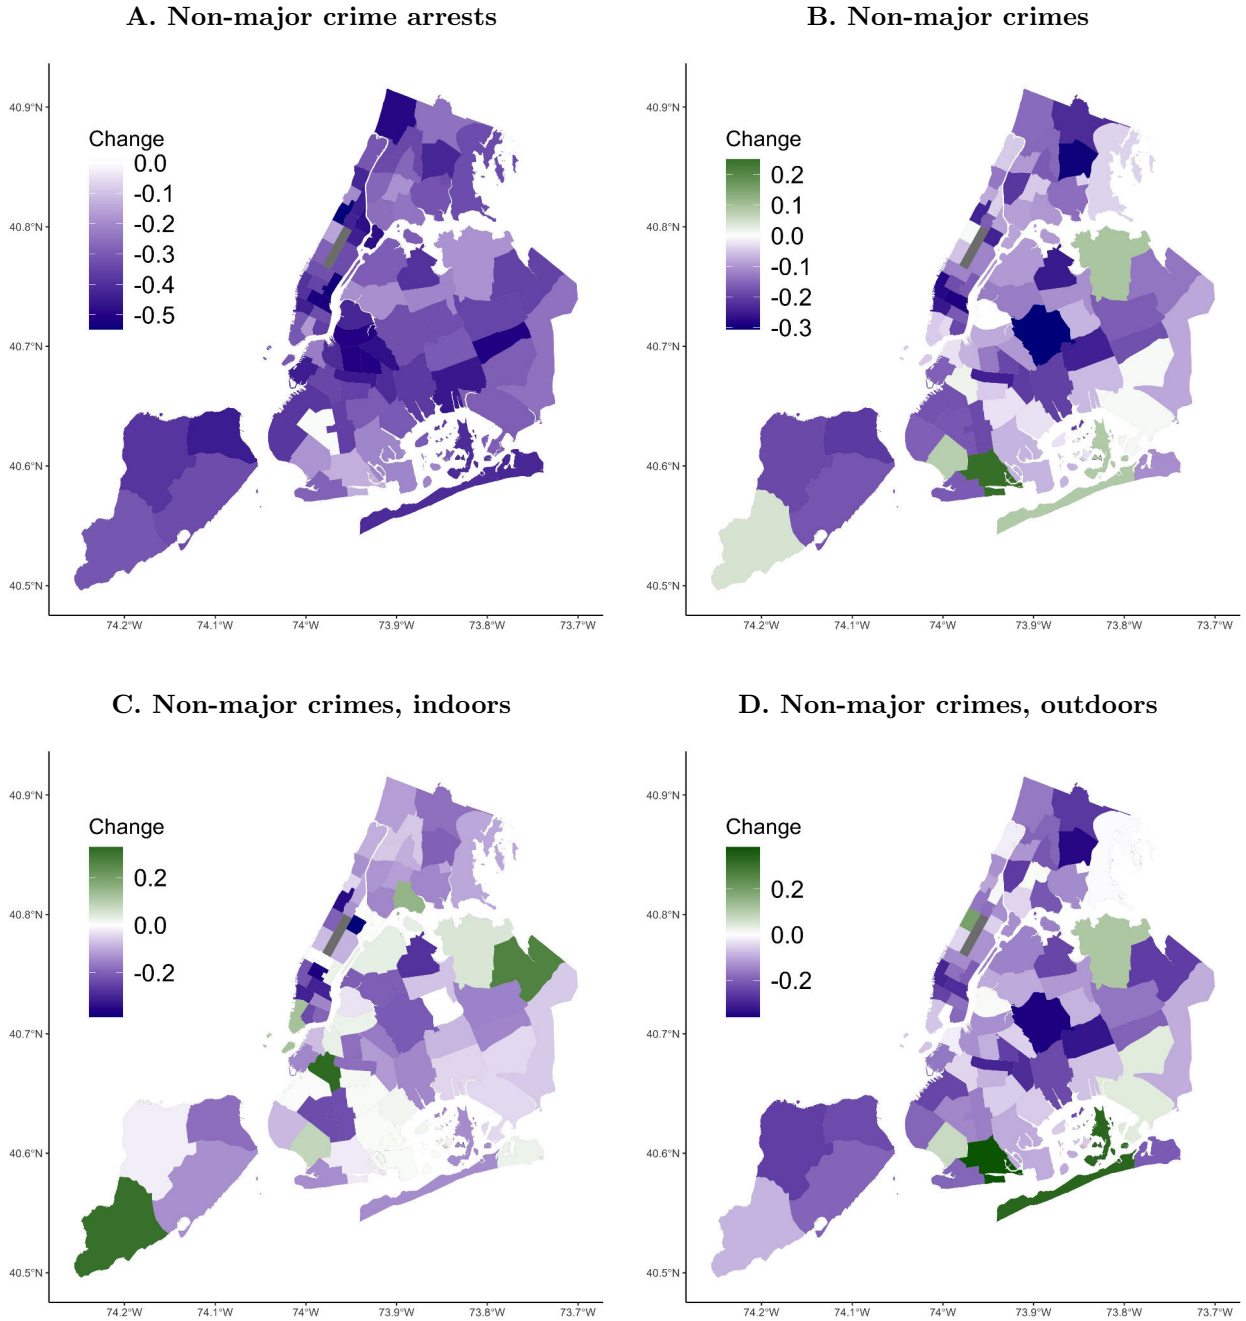 A. Non-major crime arrests
Change
0.0
-0.1
-0.2
-0.3
-0.4
-0.5
40.9°N
40.8°N
40.7°N
40.6°N
40.5°N
74.2°W 74.1°W 74°W 73.9°W 73.8°W 73.7°W
B. Non-major crimes
Change
0.2
0.1
0.0
-0.1
-0.2
-0.3
40.9°N
40.8°N
40.7°N
40.6°N
40.5°N
74.2°W 74.1°W 74°W 73.9°W 73.8°W 73.7°W
C. Non-major crimes, indoors
Change
0.2
0.0
-0.2
40.9°N
40.8°N
40.7°N
40.6°N
40.5°N
74.2°W 74.1°W 74°W 73.9°W 73.8°W 73.7°W
D. Non-major crimes, outdoors
Change
0.2
0.0
-0.2
40.9°N
40.8°N
40.7°N
40.6°N
40.5°N
74.2°W 74.1°W 74°W 73.9°W 73.8°W 73.7°W